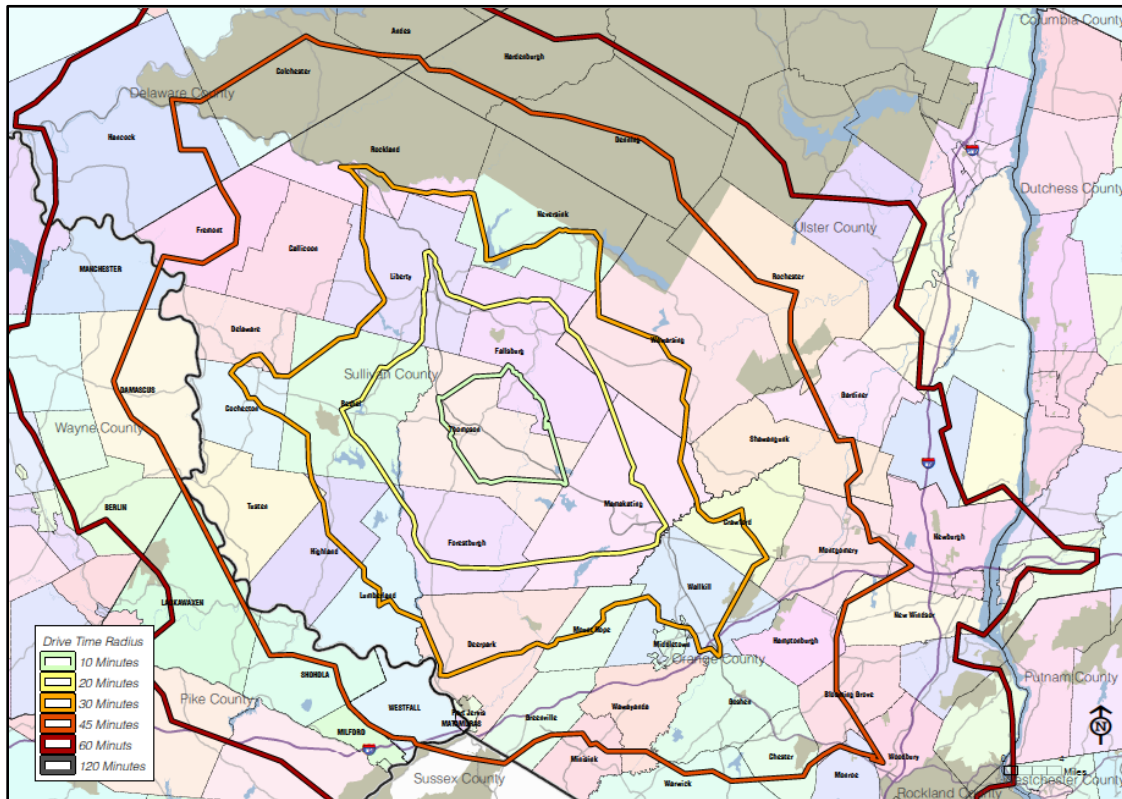 Columbia County
Andes
Hardenburgh
Colchester
Delaware County
Hancock
Denning
Rockland
Dutchess County
Neversink
Ulster County
Fremont
Callicoon
MANCHESTER
Liberty
Rochester
Delaware
Wawarsing
Fallsburg
Sullivan County
DAMASCUS
Bethel
Cochecton
Gardiner
Wayne County
Thompson
Shawangunk
BERLIN
Tusten
Mamakating
Crawford
Highland
Forestburgh
Montgomery
Newburgh
Wallkill
LACKAWAXEN
Lumberland
New Windsor
Drive Time Radius
10 Minutes
20 Minutes
30 Minutes
45 Minutes
60 Minuts
120 Minutes
Mount Hope
Deerpark
Middletown
Hamptonburgh
Orange County
SHOHOLA
Putnam County
Pike County
WESTFALL
Port Jervis
MATAMORAS
Wawayanda
Blooming Grove
Goshen
Greenville
MILFORD
N
Minisink
Chester
Woodbury
Sussex County
Warwick
Monroe
Miles
Westchester County
Rockland County